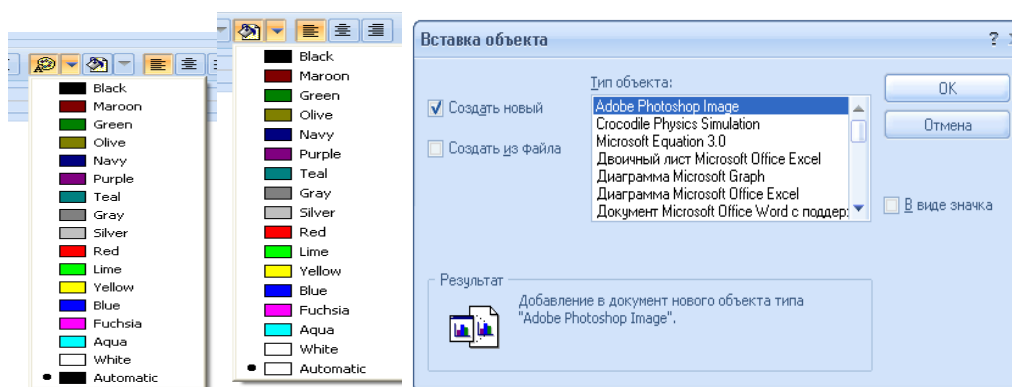 Black
Maroon
Green
Olive
Navy
Purple
Teal
Gray
Silver
Red
Lime
Yellow
Blue
Fuchsia
Aqua
White
Automatic
Black
Maroon
Green
Olive
Navy
Purple
Teal
Gray
Silver
Red
Lime
Yellow
Blue
Fuchsia
Aqua
White
Automatic
Вставка объекта
?
Создать новый
Создать из файла
Тип объекта:
Adobe Photoshop Image
Crocodile Physics Simulation
Microsoft Equation 3.0
Двоичный лист Microsoft Office Excel
Диаграмма Microsoft Graph
Диаграмма Microsoft Office Excel
Документ Microsoft Office Word с поддер
OK
Отмена
В виде значка
Результат
Добавление в документ нового объекта типа
"Adobe Photoshop Image".